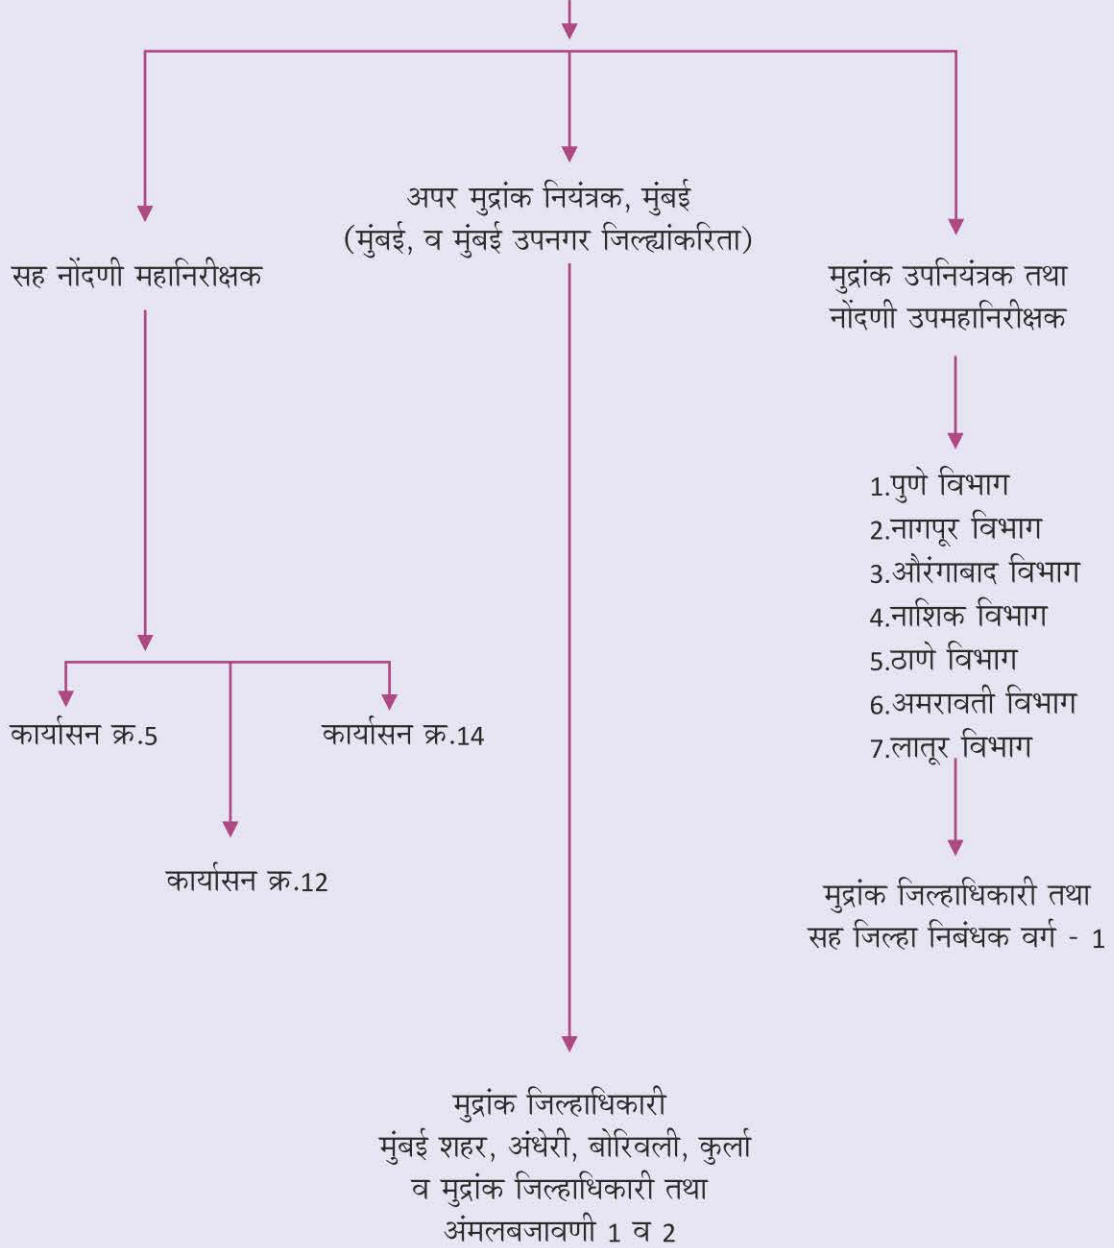 अपर मुद्रांक नियंत्रक, मुंबई
(मुंबई, व मुंबई उपनगर जिल्ह्यांकरिता)
सह नोंदणी महानिरीक्षक
मुद्रांक उपनियंत्रक तथा
नोंदणी उपमहानिरीक्षक
1.पुणे विभाग
2.नागपूर विभाग
3.औरंगाबाद विभाग
4.नाशिक विभाग
5.ठाणे विभाग
6.अमरावती विभाग
7.लातूर विभाग
कार्यासन क्र.5
कार्यासन क्र.14
कार्यासन क्र.12
मुद्रांक जिल्हाधिकारी तथा
सह जिल्हा निबंधक वर्ग - 1
मुद्रांक जिल्हाधिकारी
मुंबई शहर, अंधेरी, बोरिवली, कुर्ला
व मुद्रांक जिल्हाधिकारी तथा
अंमलबजावणी 1 व 2